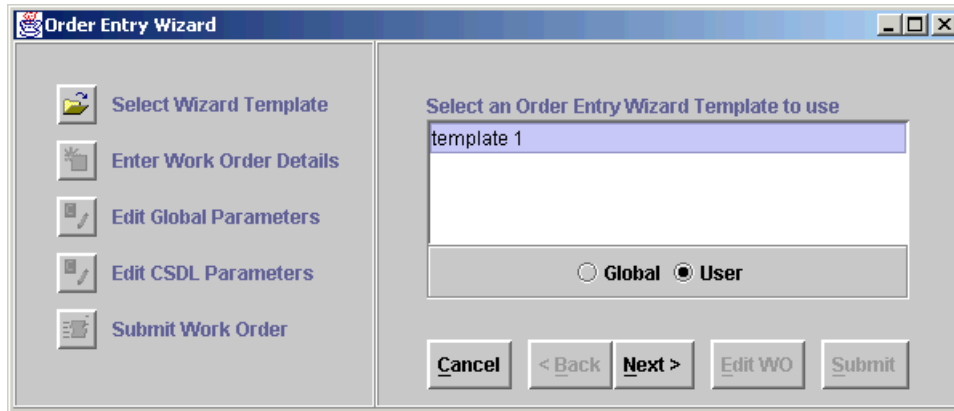 Order Entry Wizard
Select Wizard Template
Enter Work Order Details
Edit Global Parameters
Edit CSDL Parameters
Submit Work Order
Select an Order Entry Wizard Template to use
template 1
Global User
Cancel < Back Next > Edit WO Submit